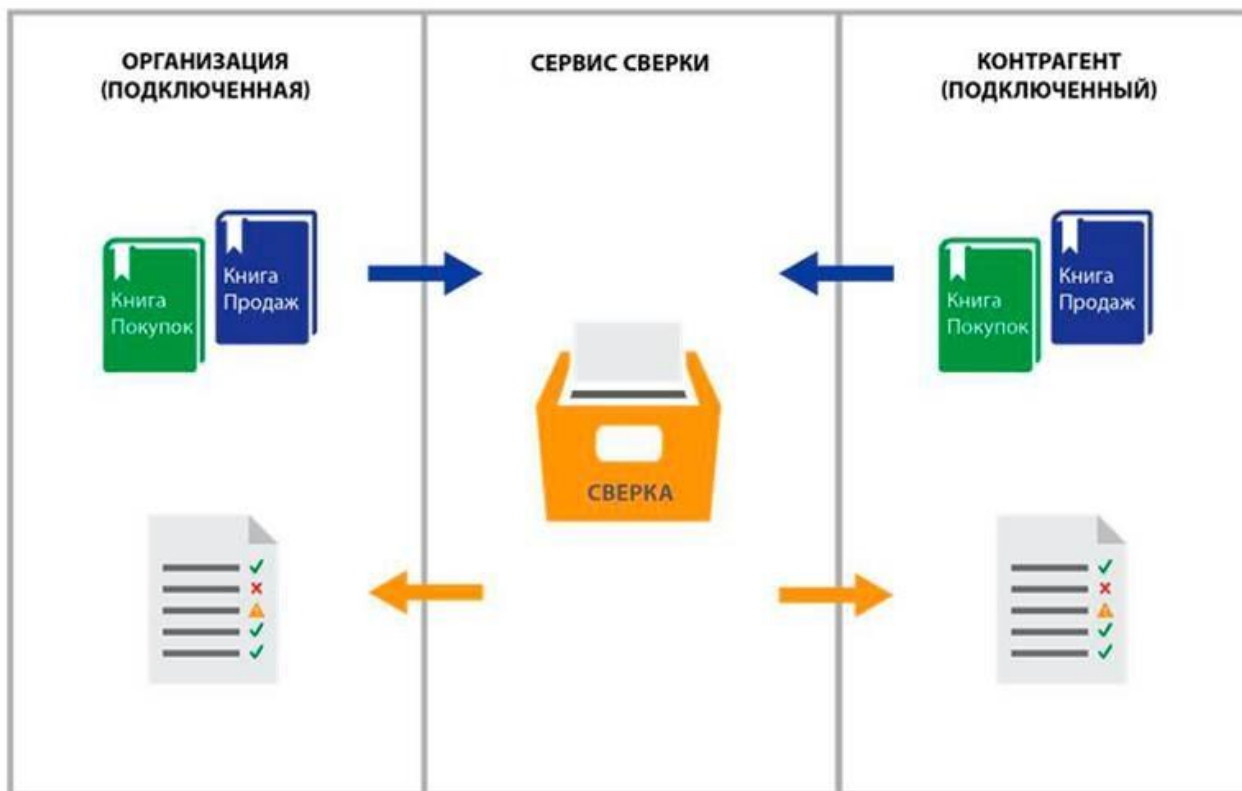 ОРГАНИЗАЦИЯ
(ПОДКЛЮЧЕННАЯ)
СЕРВИС СВЕРКИ
КОНТРАГЕНТ
(ПОДКЛЮЧЕННЫЙ)
Книга
Покупок
Книга
Продаж
Книга
Покупок
Книга
Продаж
СВЕРКА